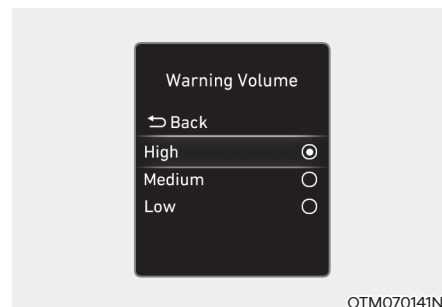 Warning Volume
Back
High
Medium
Low
OTM070141N